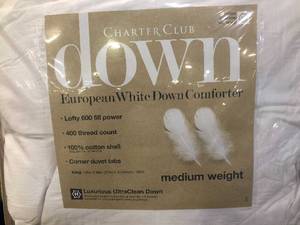 CHARTER CLUB
down
European White Down Comforter
• Lofty 600 fill power
• 400 thread count
• 100% cotton shell
• Corner duvet tabs
King
medium weight
Luxurious UltraClean Down